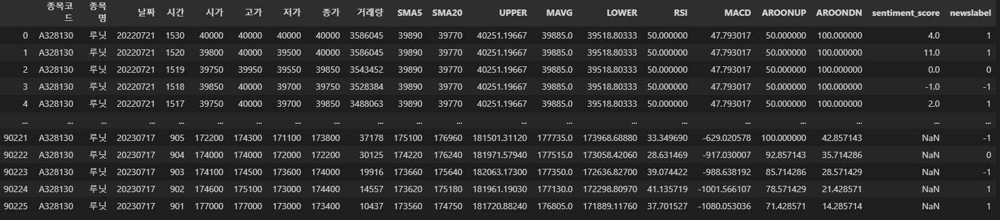 종목코드 종목명 날짜 시간 시가 고가 저가 종가 거래량 SMA5 SMA20 UPPER MAVG LOWER RSI MACD AROONUP AROONDN sentiment_score newslabel
0 A328130 루닛 20220721 1530 40000 40000 40000 40000 3586045 39890 39770 40251.19667 39885.0 39518.80333 50.000000 47.793017 50.000000 100.000000 4.0 1
1 A328130 루닛 20220721 1520 39800 40000 39500 40000 3586045 39890 39770 40251.19667 39885.0 39518.80333 50.000000 47.793017 50.000000 100.000000 11.0 1
2 A328130 루닛 20220721 1519 39750 39950 39550 39850 3543452 39890 39770 40251.19667 39885.0 39518.80333 50.000000 47.793017 50.000000 100.000000 0.0 0
3 A328130 루닛 20220721 1518 39850 40000 39700 39750 3528384 39890 39770 40251.19667 39885.0 39518.80333 50.000000 47.793017 50.000000 100.000000 -1.0 -1
4 A328130 루닛 20220721 1517 39750 40000 39700 39850 3488063 39890 39770 40251.19667 39885.0 39518.80333 50.000000 47.793017 50.000000 100.000000 2.0 1
... ... ... ... ... ... ... ... ... ... ... ... ... ... ... ... ... ... ... ... ...
90221 A328130 루닛 20230717 905 172200 174300 171100 173800 37178 175100 176960 181501.31120 177735.0 173968.68880 33.349690 -629.020578 100.000000 42.857143 NaN -1
90222 A328130 루닛 20230717 904 174000 174000 172000 172200 30125 174220 176240 181971.57940 177515.0 173058.42060 28.631469 -917.030007 92.857143 35.714286 NaN 0
90223 A328130 루닛 20230717 903 174100 174500 173600 174000 19916 173660 175640 182063.17300 177350.0 172636.82700 39.074422 -988.638192 85.714286 28.571429 NaN -1
90224 A328130 루닛 20230717 902 174600 175100 173000 174400 14557 173620 175180 181961.19030 177130.0 172298.80970 41.135719 -1001.566107 78.571429 21.428571 NaN 1
90225 A328130 루닛 20230717 901 177000 177000 173000 173400 10437 173560 174750 181720.88240 176805.0 171889.11760 37.701527 -1080.053036 71.428571 14.285714 NaN 1